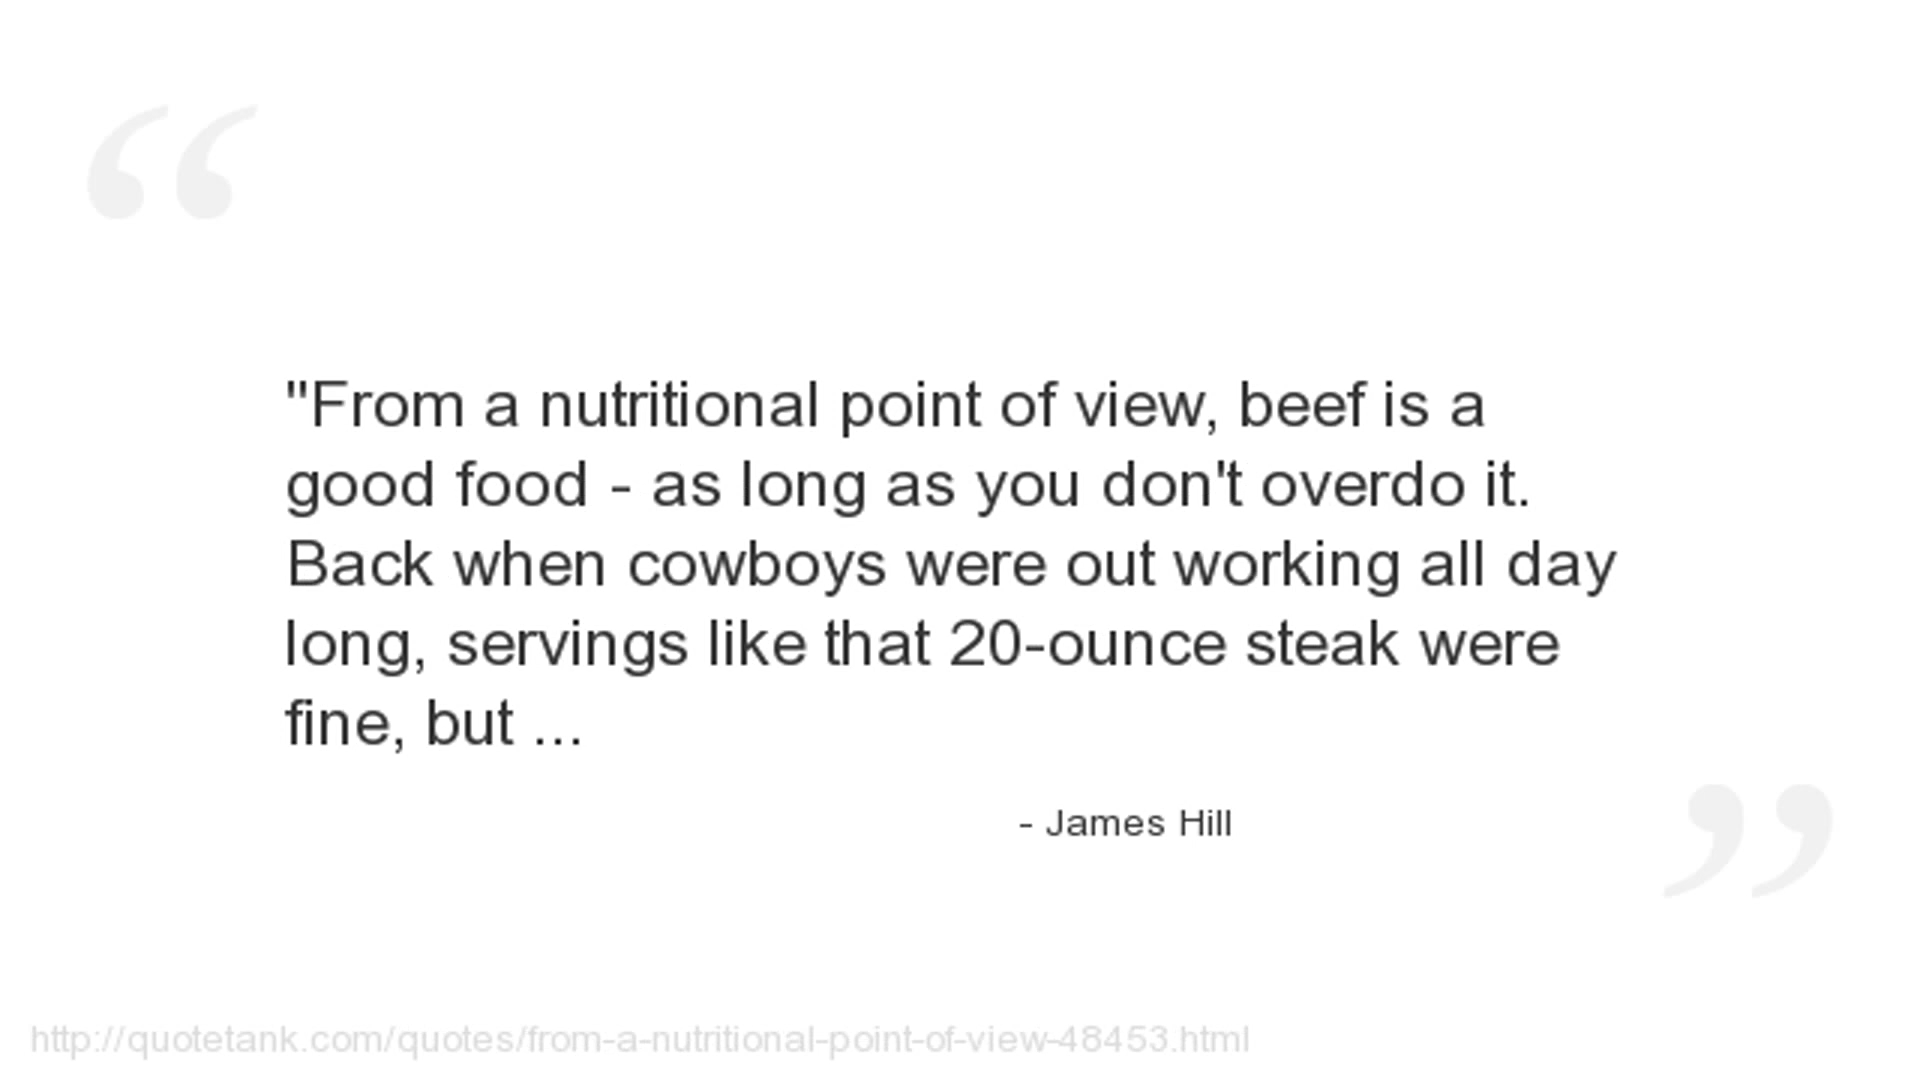 "From a nutritional point of view, beef is a
good food - as long as you don't overdo it.
Back when cowboys were out working all day
long, servings like that 20-ounce steak were
fine, but ...
- James Hill
http://quotetank.com/quotes/from-a-nutritional-point-of-view-48453.html